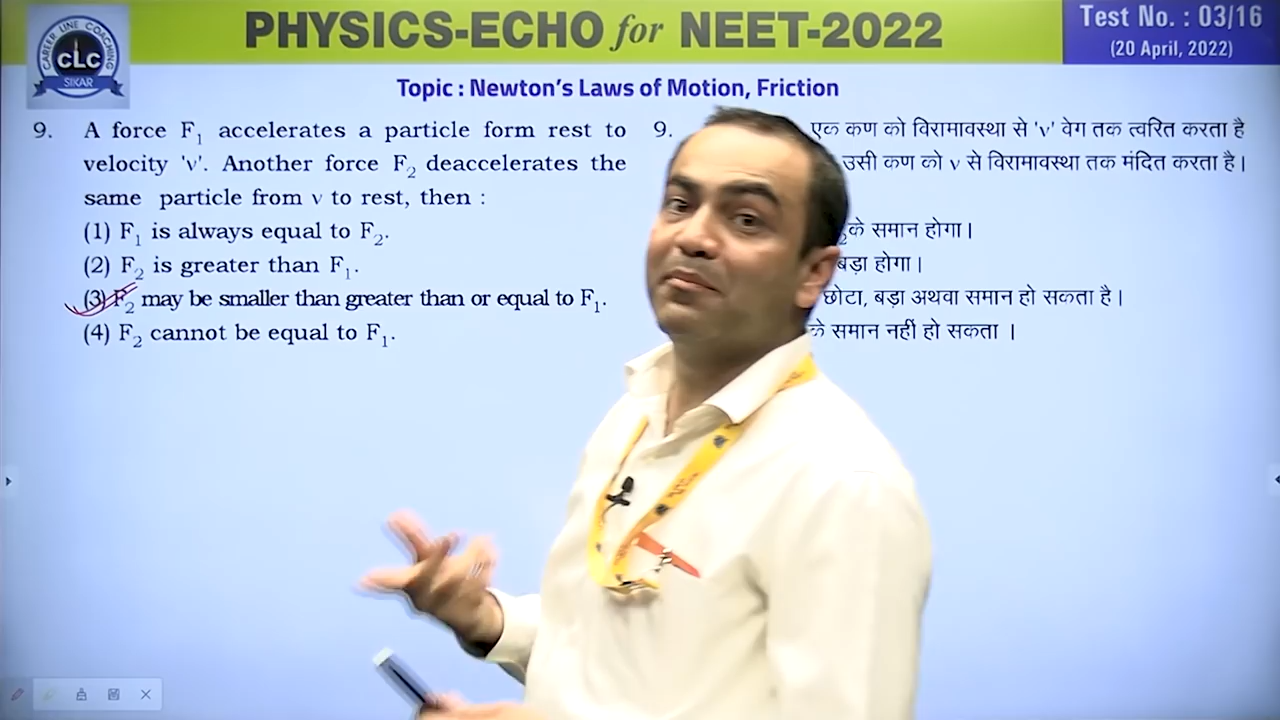 PHYSICS-ECHO for NEET-2022
Test No. : 03/16
(20 April, 2022)
CAREER LINE COACHING
CLC
SIKAR
Topic : Newton's Laws of Motion, Friction
9. A force F₁ accelerates a particle form rest to
velocity 'v'. Another force F₂ deaccelerates the
same particle from v to rest, then :
(1) F₁ is always equal to F₂.
(2) F₂ is greater than F₁.
(3) F₂ may be smaller than greater than or equal to F₁.
(4) F₂ cannot be equal to F₁.
9. एक कण को विरामावस्था से 'v' वेग तक त्वरित करता है
उसी कण को v से विरामावस्था तक मंदित करता है।
₂के समान होगा।
बड़ा होगा।
छोटा, बड़ा अथवा समान हो सकता है।
के समान नहीं हो सकता ।